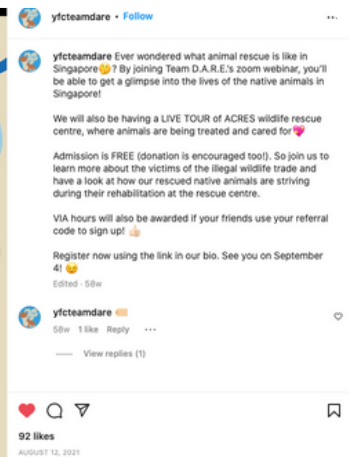 yfcteamdare • Follow
yfcteamdare Ever wondered what animal rescue is like in
Singapore🤔? By joining Team D.A.R.E.'s zoom webinar, you'll
be able to get a glimpse into the lives of the native animals in
Singapore!
We will also be having a LIVE TOUR of ACRES wildlife rescue
centre, where animals are being treated and cared for💖
Admission is FREE (donation is encouraged too!). So join us to
learn more about the victims of the illegal wildlife trade and
have a look at how our rescued native animals are striving
during their rehabilitation at the rescue centre.
VIA hours will also be awarded if your friends use your referral
code to sign up! 👍🏻
Register now using the link in our bio. See you on September
4! 😉
Edited · 58w
yfcteamdare
58w 1 like Reply
View replies (1)
92 likes
AUGUST 12, 2021